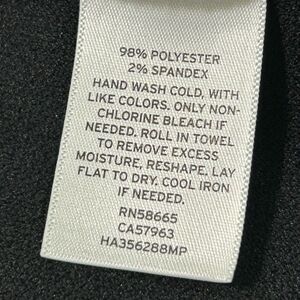 98% POLYESTER
2% SPANDEX
HAND WASH COLD, WITH
LIKE COLORS. ONLY NON-
CHLORINE BLEACH IF
NEEDED. ROLL IN TOWEL
TO REMOVE EXCESS
MOISTURE, RESHAPE, LAY
FLAT TO DRY. COOL IRON
IF NEEDED.
RN58665
CA57963
HA356288MP